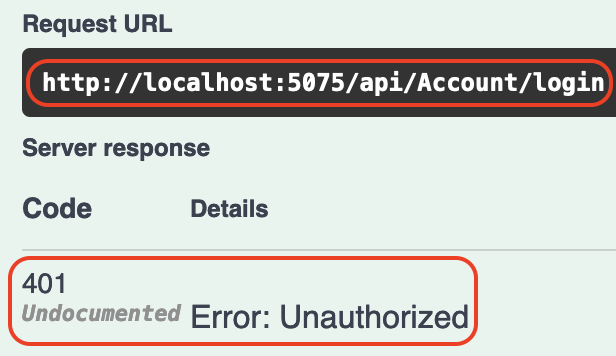 Request URL
http://localhost:5075/api/Account/login
Server response
Code Details
401
Undocumented Error: Unauthorized